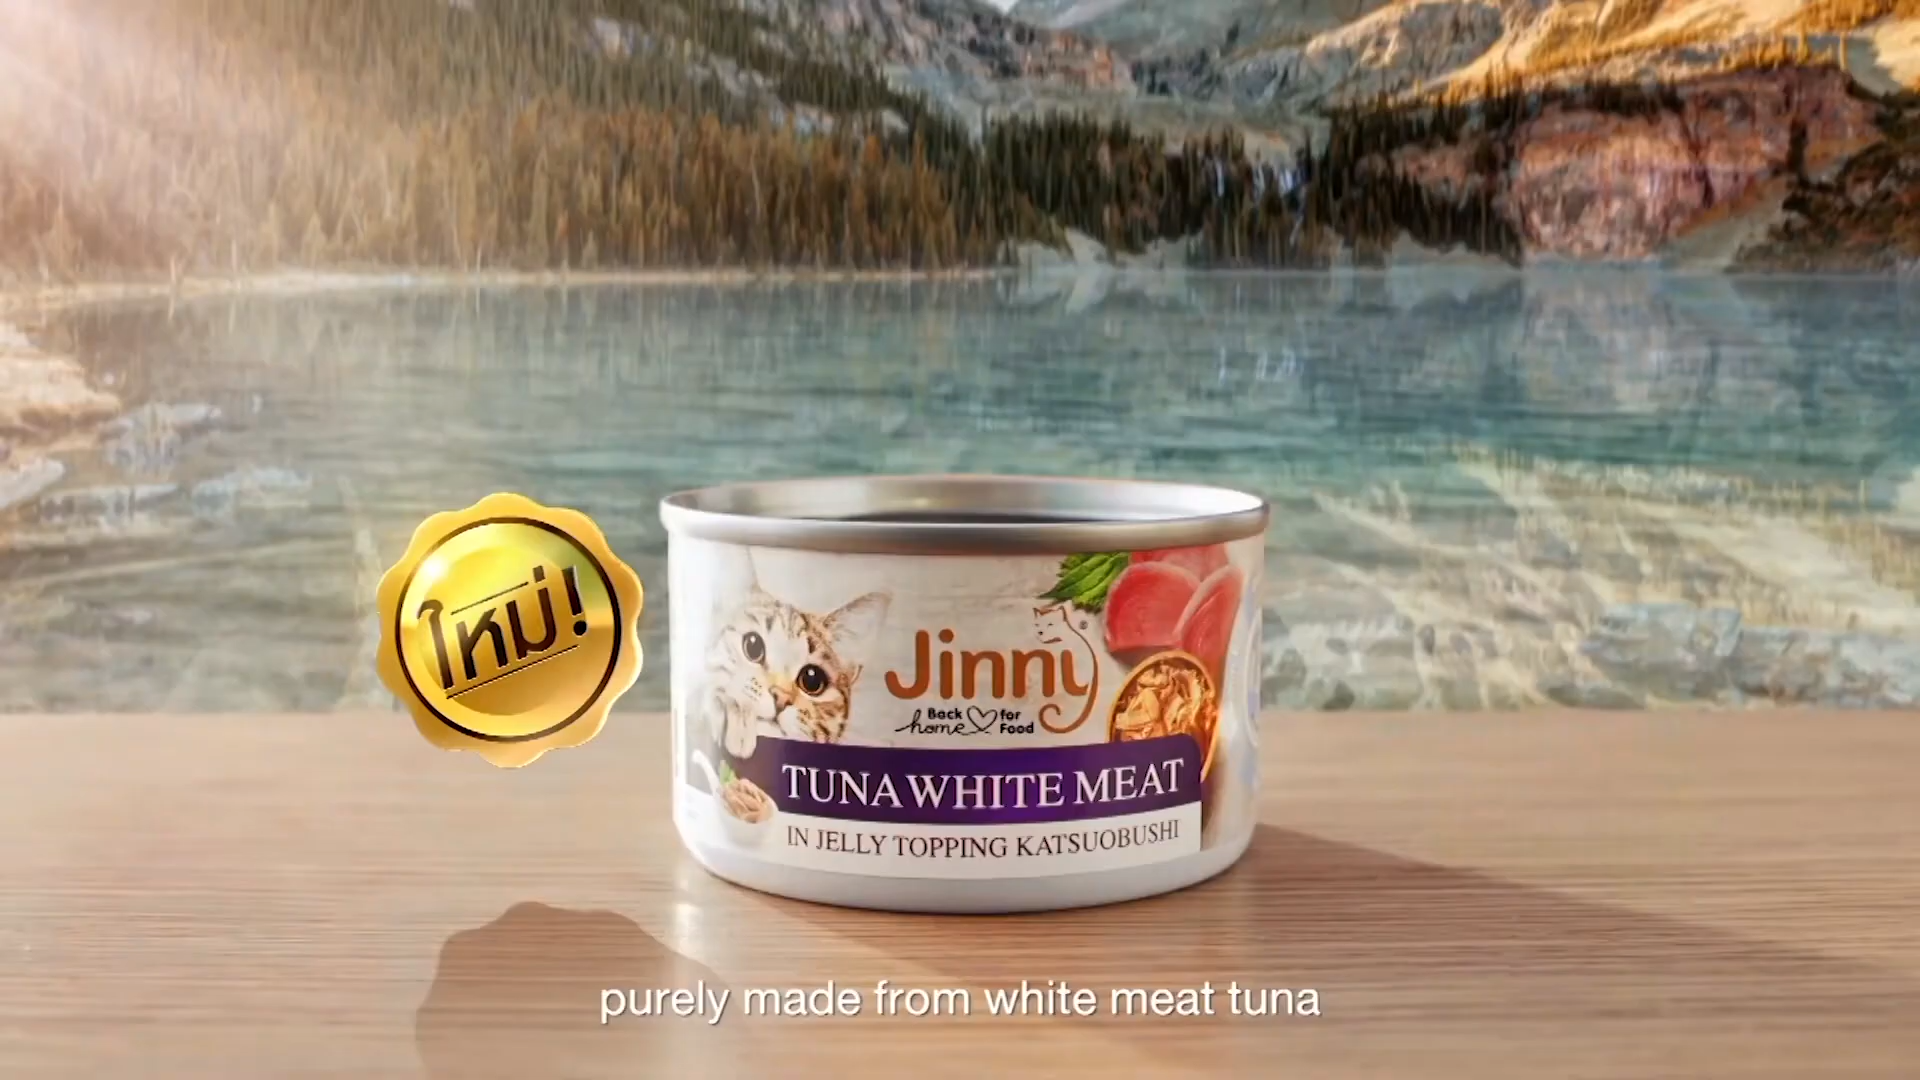 ใหม่!
Jinny®
Back home for Food
TUNA WHITE MEAT
IN JELLY TOPPING KATSUOBUSHI
purely made from white meat tuna